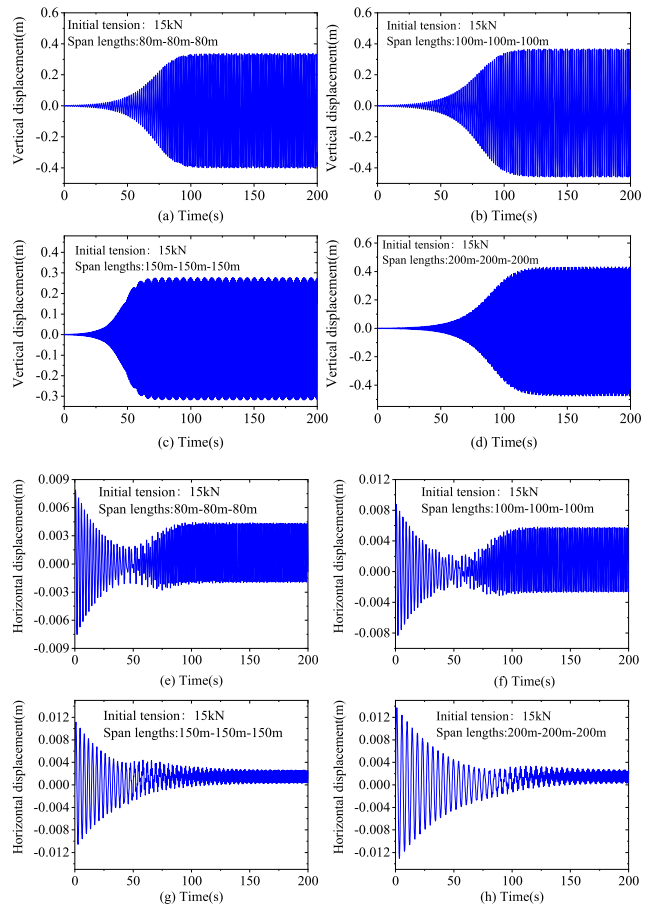 Initial tension: 15kN
Span lengths:80m-80m-80m
Vertical displacement(m)
0.6
0.4
0.2
0.0
-0.2
-0.4
0
50
100
150
200
(a) Time(s)
Initial tension: 15kN
Span lengths:100m-100m-100m
Vertical displacement(m)
0.6
0.4
0.2
0.0
-0.2
-0.4
0
50
100
150
200
(b) Time(s)
Initial tension: 15kN
Span lengths:150m-150m-150m
Vertical displacement(m)
0.4
0.3
0.2
0.1
0.0
-0.1
-0.2
-0.3
0
50
100
150
200
(c) Time(s)
Initial tension: 15kN
Span lengths:200m-200m-200m
Vertical displacement(m)
0.6
0.4
0.2
0.0
-0.2
-0.4
0
50
100
150
200
(d) Time(s)
Initial tension: 15kN
Span lengths:80m-80m-80m
Horizontal displacement(m)
0.009
0.006
0.003
0.000
-0.003
-0.006
-0.009
0
50
100
150
200
(e) Time(s)
Initial tension: 15kN
Span lengths:100m-100m-100m
Horizontal displacement(m)
0.012
0.008
0.004
0.000
-0.004
-0.008
0
50
100
150
200
(f) Time(s)
Initial tension: 15kN
Span lengths:150m-150m-150m
Horizontal displacement(m)
0.012
0.008
0.004
0.000
-0.004
-0.008
-0.012
0
50
100
150
200
(g) Time(s)
Initial tension: 15kN
Span lengths:200m-200m-200m
Horizontal displacement(m)
0.012
0.008
0.004
0.000
-0.004
-0.008
-0.012
0
50
100
150
200
(h) Time(s)